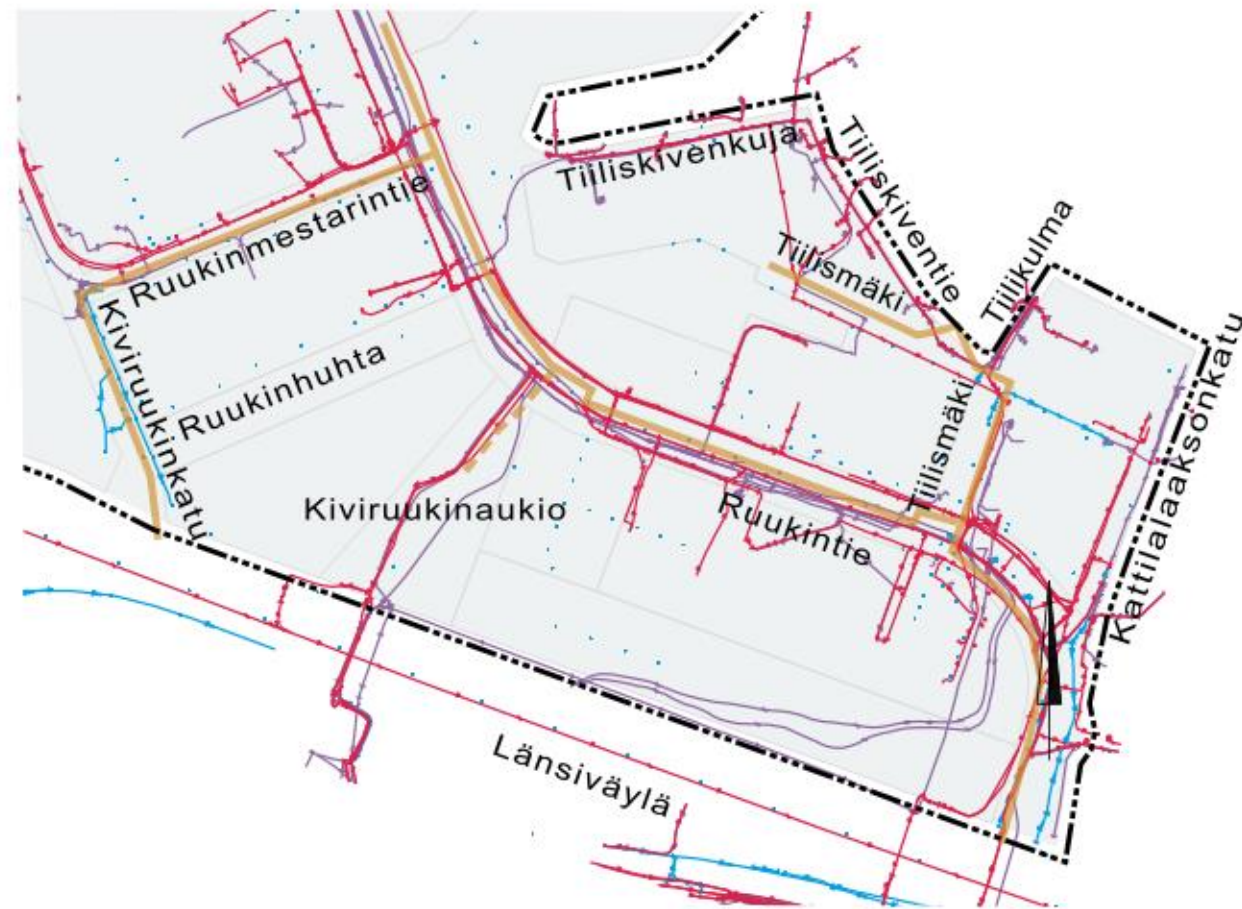 Tiiliskivenkuja
Tiiliskiventie
Ruukinmestarintie
Tiilikulma
Tiilismäki
Kiviruukinkatu
Ruukinhuhta
Tiilismäki
Kattilalaaksonkatu
Kiviruukinaukio
Ruukintie
Länsiväylä